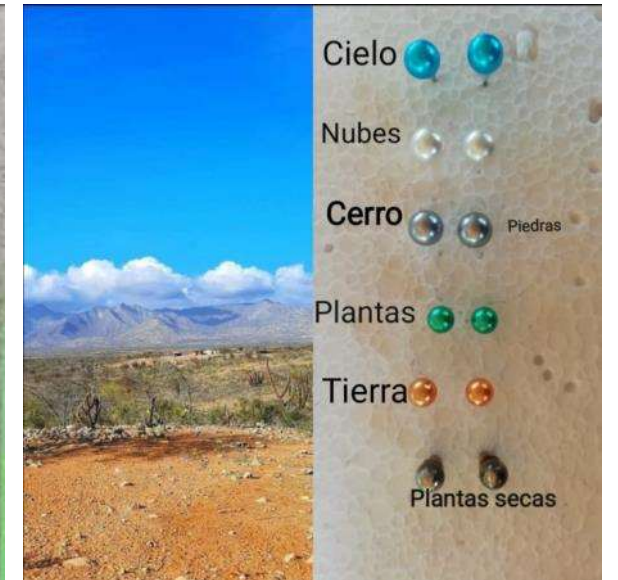 Cielo
Nubes
Cerro
Piedras
Plantas
Tierra
Plantas secas